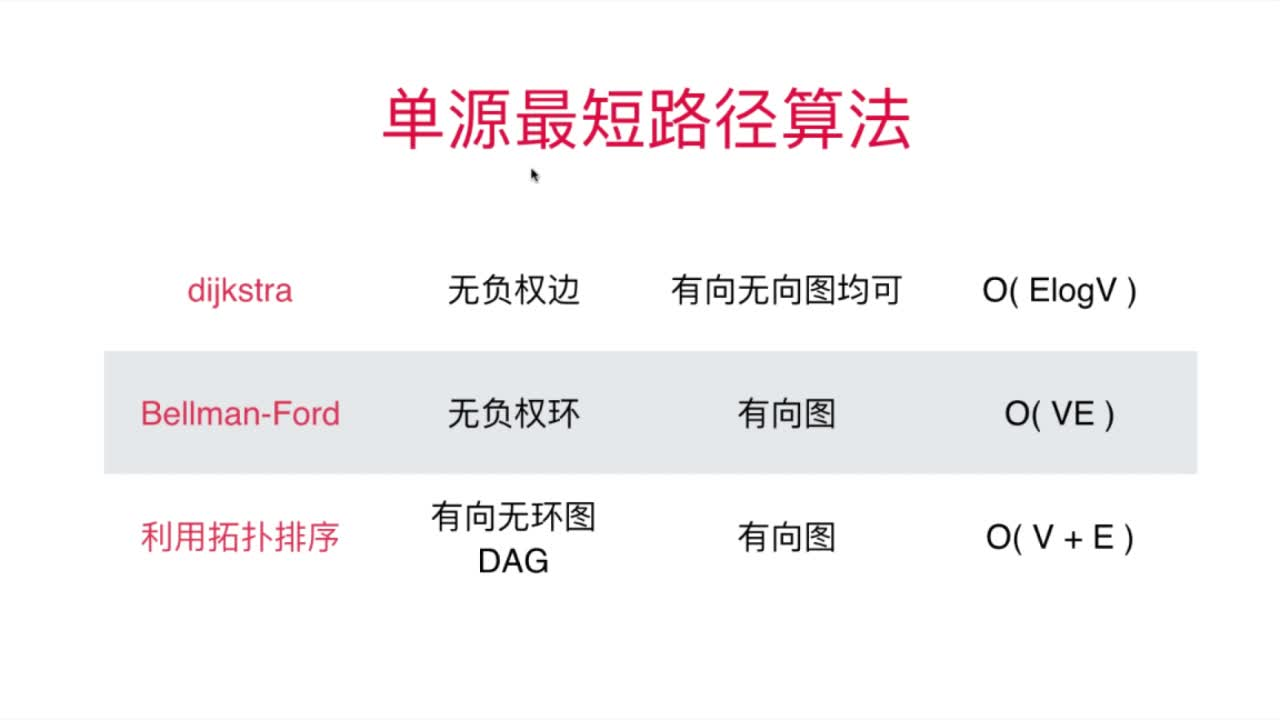 单源最短路径算法
dijkstra 无负权边 有向无向图均可 O( ElogV )
Bellman-Ford 无负权环 有向图 O( VE )
利用拓扑排序 有向无环图 DAG 有向图 O( V + E )